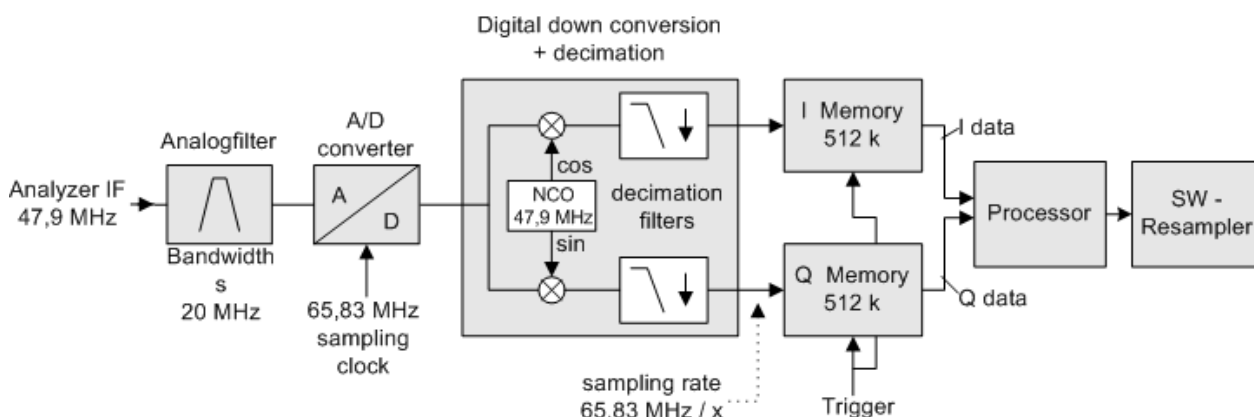 Digital down conversion
+ decimation
Analogfilter
A/D
converter
Analyzer IF
47,9 MHz
A
D
Bandwidth
s
20 MHz
65,83 MHz
sampling
clock
cos
NCO
47,9 MHz
sin
decimation
filters
I Memory
512 k
Q Memory
512 k
I data
Q data
Processor
SW -
Resampler
sampling rate
65.83 MHz / x
Trigger